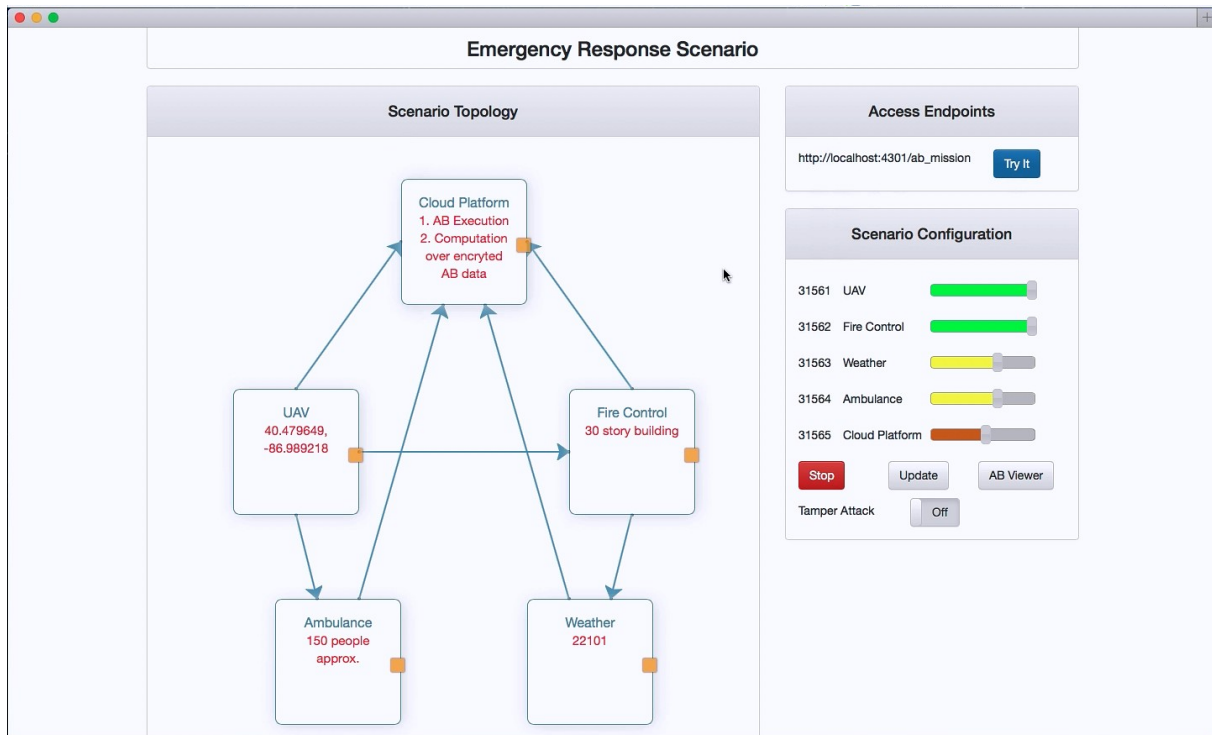 Emergency Response Scenario
Scenario Topology
Cloud Platform
1. AB Execution
2. Computation
over encryted
AB data
UAV
40.479649,
-86.989218
Fire Control
30 story building
Ambulance
150 people
approx.
Weather
22101
Access Endpoints
http://localhost:4301/ab_mission
Try It
Scenario Configuration
31561 UAV
31562 Fire Control
31563 Weather
31564 Ambulance
31565 Cloud Platform
Stop
Update
AB Viewer
Tamper Attack
Off